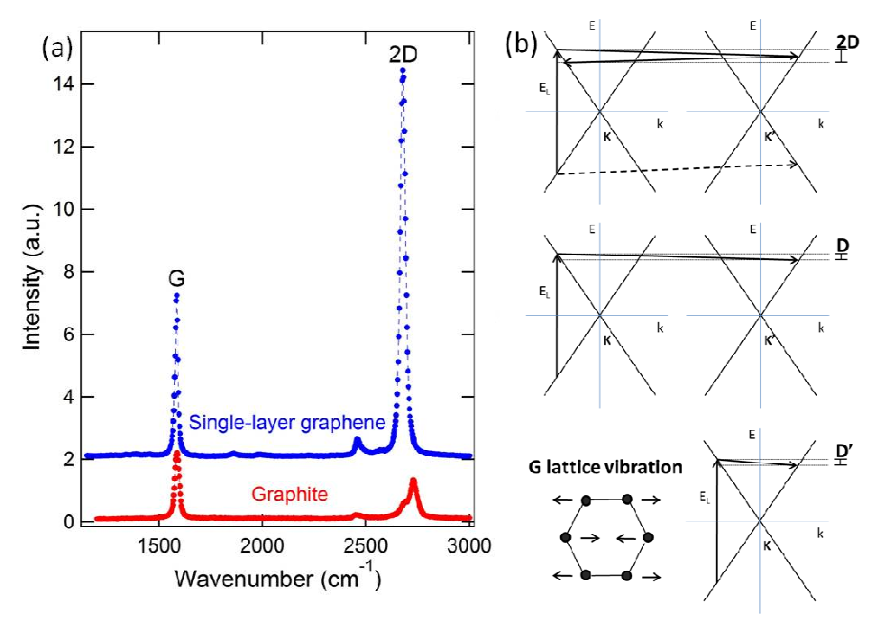 (a)
Intensity (a.u.)
14
12
10
8
6
4
2
0
G
2D
Single-layer graphene
Graphite
1500
2000
2500
3000
Wavenumber (cm-1)
(b)
E
E
2D
EL
k
k
K
K'
E
E
D
EL
k
k
K
K'
G lattice vibration
E
D'
EL
k
K